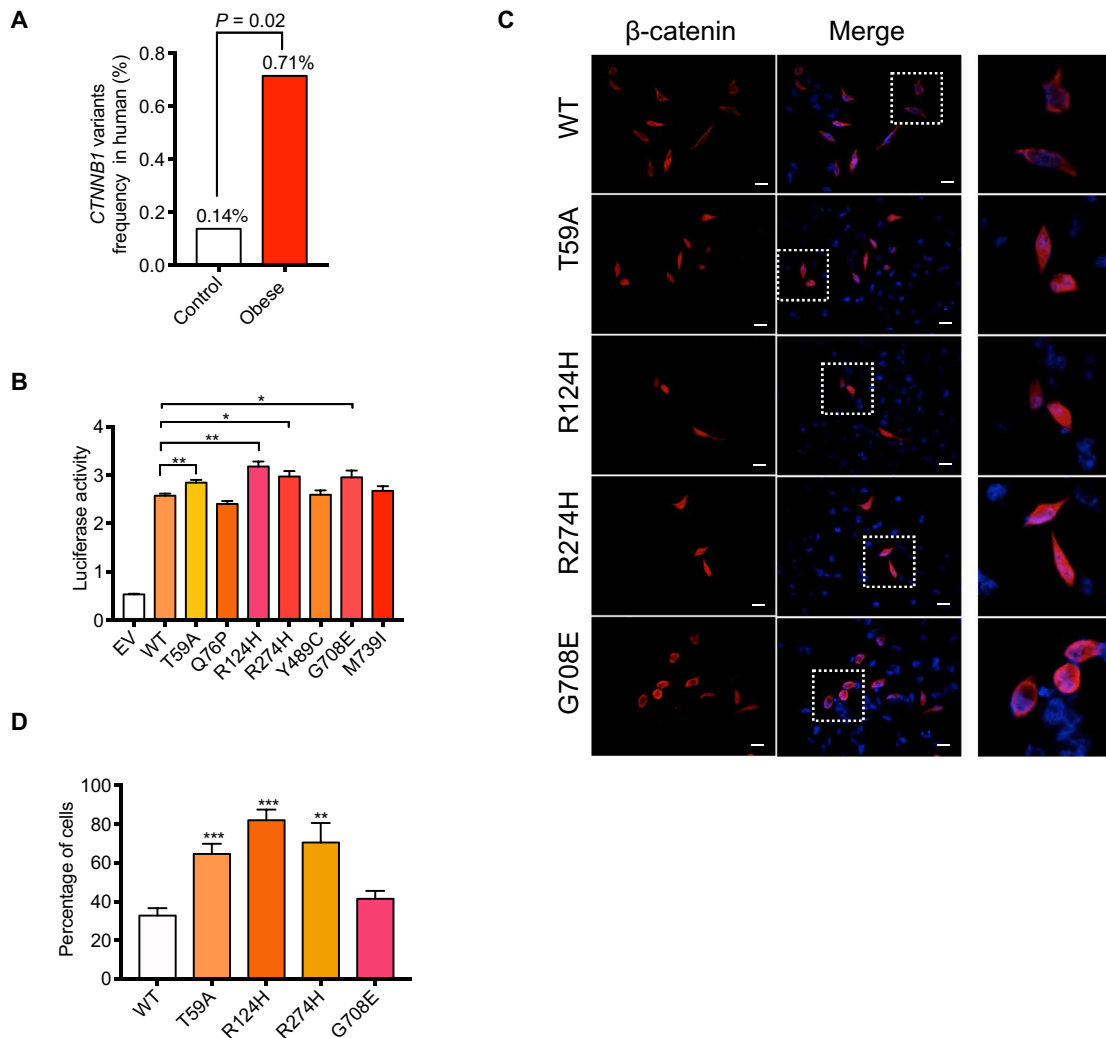 A
P = 0.02
CTNNB1 variants
frequency in human (%)
0.8
0.6
0.4
0.2
0.0
0.14%
0.71%
Control
Obese
B
Luciferase activity
4
3
2
1
0
**
**
*
*
EV
WT
T59A
Q76P
R124H
R274H
Y489C
G708E
M739I
C
β-catenin
Merge
WT
T59A
R124H
R274H
G708E
D
Percentage of cells
100
80
60
40
20
0
***
***
**
WT
T59A
R124H
R274H
G708E